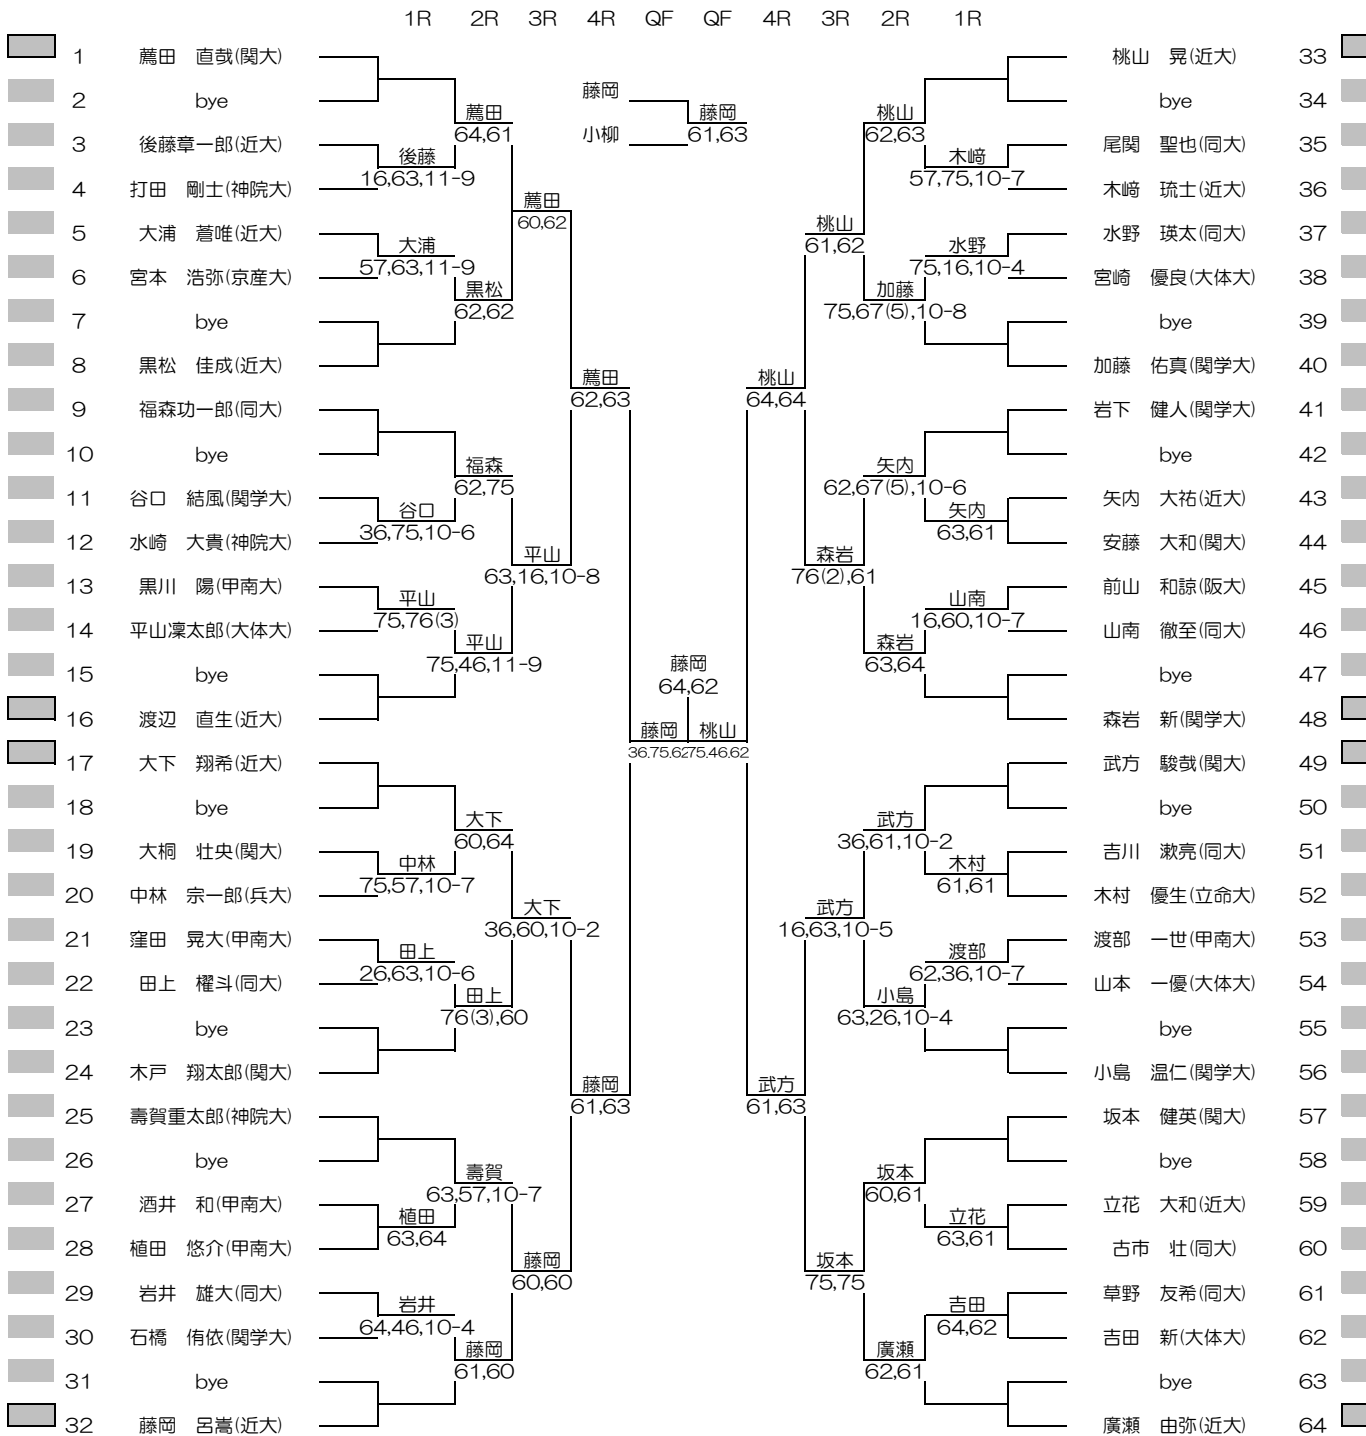 1R 2R 3R 4R QF QF 4R 3R 2R 1R
1 薦田 直哉(関大)
2 bye
3 後藤章一郎(近大)
4 打田 剛士(神院大)
5 大浦 蒼唯(近大)
6 宮本 浩弥(京産大)
7 bye
8 黒松 佳成(近大)
9 福森功一郎(同大)
10 bye
11 谷口 結風(関学大)
12 水崎 大貴(神院大)
13 黒川 陽(甲南大)
14 平山凜太郎(大体大)
15 bye
16 渡辺 直生(近大)
17 大下 翔希(近大)
18 bye
19 大桐 壮央(関大)
20 中林 宗一郎(兵大)
21 窪田 晃大(甲南大)
22 田上 櫂斗(同大)
23 bye
24 木戸 翔太郎(関大)
25 壽賀重太郎(神院大)
26 bye
27 酒井 和(甲南大)
28 植田 悠介(甲南大)
29 岩井 雄大(同大)
30 石橋 侑依(関学大)
31 bye
32 藤岡 呂嵩(近大)
後藤
16,63,11-9
大浦
57,63,11-9
谷口
36,75,10-6
平山
75,76(3)
中林
75,57,10-7
田上
26,63,10-6
植田
63,64
岩井
64,46,10-4
薦田
64,61
黒松
62,62
福森
62,75
平山
75,46,11-9
大下
60,64
田上
76(3),60
壽賀
63,57,10-7
藤岡
61,60
薦田
60,62
平山
63,16,10-8
大下
36,60,10-2
藤岡
60,60
薦田
62,63
藤岡
61,63
藤岡
小柳
藤岡
61,63
藤岡
64,62
藤岡
36.75.62
桃山
75.46.62
桃山
64,64
武方
61,63
桃山
61,62
森岩
76(2),61
武方
16,63,10-5
坂本
75,75
桃山
62,63
加藤
75,67(5),10-8
矢内
62,67(5),10-6
森岩
63,64
武方
36,61,10-2
小島
63,26,10-4
坂本
60,61
廣瀬
62,61
木﨑
57,75,10-7
水野
75,16,10-4
矢内
63,61
山南
16,60,10-7
木村
61,61
渡部
62,36,10-7
立花
63,61
吉田
64,62
桃山 晃(近大) 33
bye 34
尾関 聖也(同大) 35
木﨑 琉士(近大) 36
水野 瑛太(同大) 37
宮崎 優良(大体大) 38
bye 39
加藤 佑真(関学大) 40
岩下 健人(関学大) 41
bye 42
矢内 大祐(近大) 43
安藤 大和(関大) 44
前山 和諒(阪大) 45
山南 徹至(同大) 46
bye 47
森岩 新(関学大) 48
武方 駿哉(関大) 49
bye 50
吉川 漱亮(同大) 51
木村 優生(立命大) 52
渡部 一世(甲南大) 53
山本 一優(大体大) 54
bye 55
小島 温仁(関学大) 56
坂本 健英(関大) 57
bye 58
立花 大和(近大) 59
古市 壮(同大) 60
草野 友希(同大) 61
吉田 新(大体大) 62
bye 63
廣瀬 由弥(近大) 64